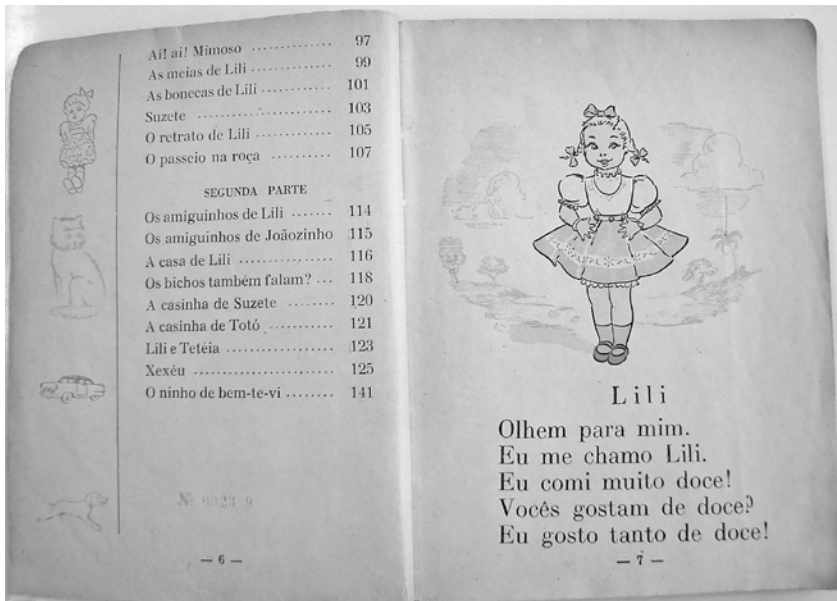 Ai! ai! Mimoso ............. 97
As meias de Lili ............ 99
As bonecas de Lili .......... 101
Suzete ..................... 103
O retrato de Lili ............ 105
O passeio na roça .......... 107
SEGUNDA PARTE
Os amiguinhos de Lili ....... 114
Os amiguinhos de Joãozinho 115
A casa de Lili ............... 116
Os bichos também falam? ... 118
A casinha de Suzete ........ 120
A casinha de Totó ........... 121
Lili e Tetéia .................. 123
Xexéu ....................... 125
O ninho de bem-te-vi ........ 141
Nº
— 6 —
Lili
Olhem para mim.
Eu me chamo Lili.
Eu comi muito doce!
Vocês gostam de doce?
Eu gosto tanto de doce!
— 7 —